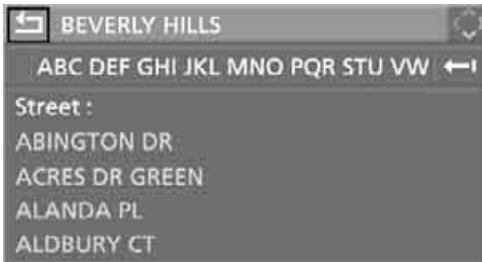 BEVERLY HILLS
ABC DEF GHI JKL MNO PQR STU VW
Street :
ABINGTON DR
ACRES DR GREEN
ALANDA PL
ALDBURY CT